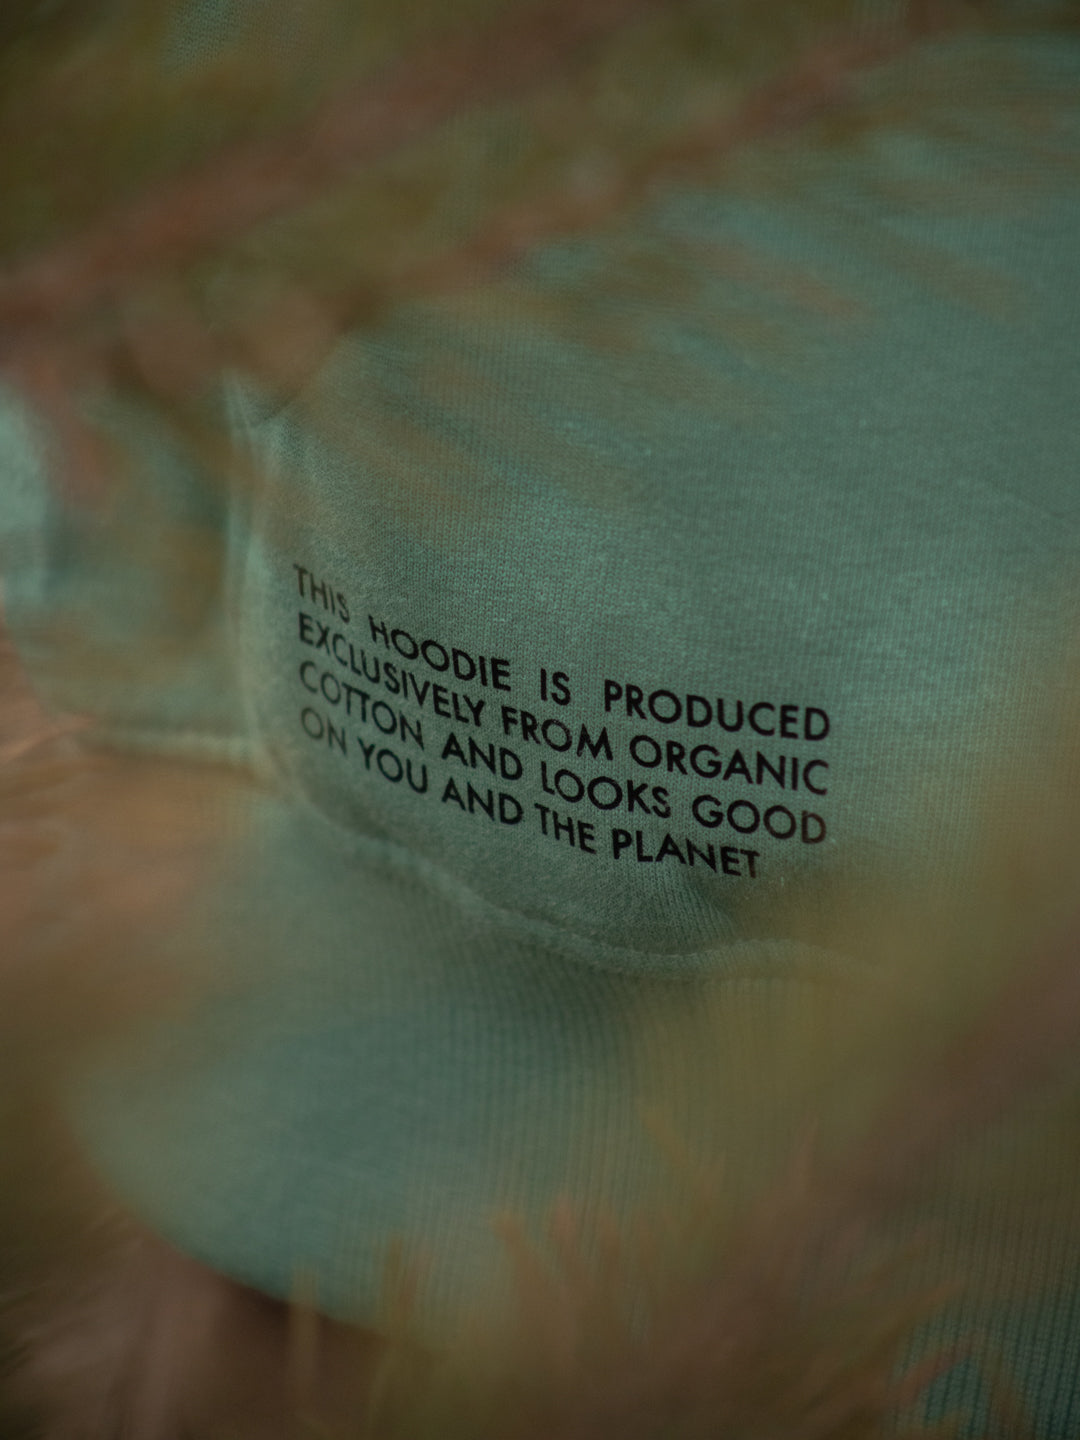 THIS HOODIE IS PRODUCED
EXCLUSIVELY FROM ORGANIC
COTTON AND LOOKS GOOD
ON YOU AND THE PLANET